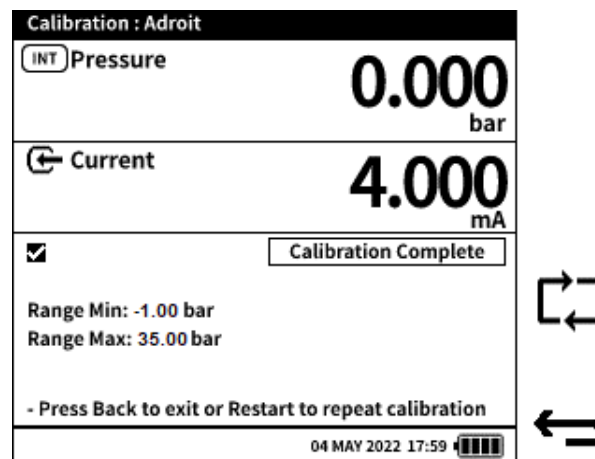 Calibration : Adroit
INT Pressure
0.000
bar
Current
4.000
mA
Calibration Complete
Range Min: -1.00 bar
Range Max: 35.00 bar
- Press Back to exit or Restart to repeat calibration
04 MAY 2022 17:59